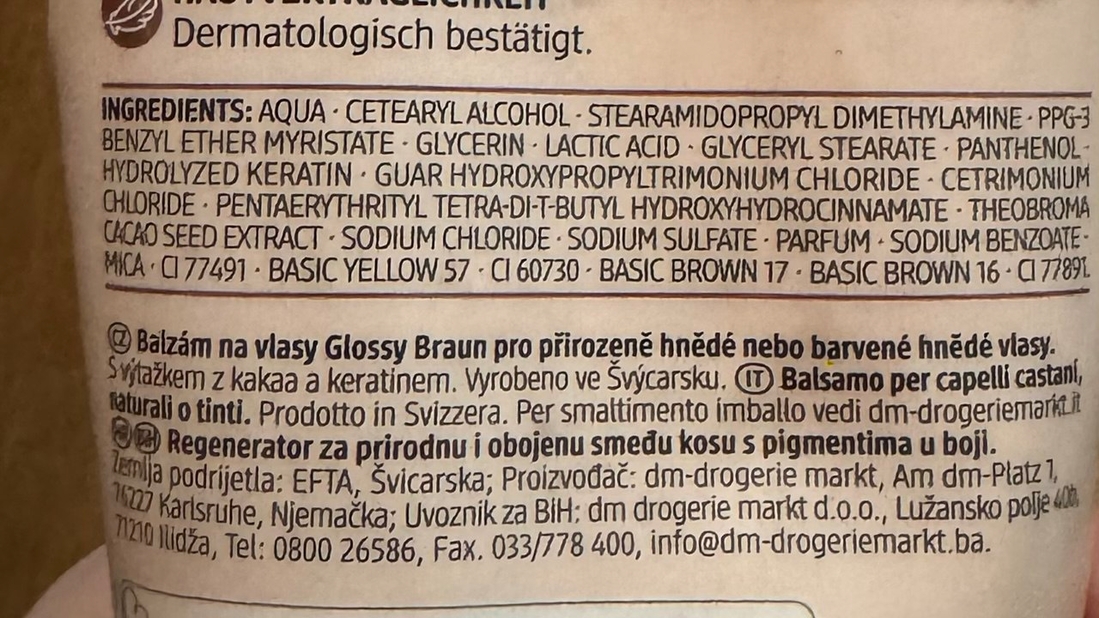 HAUTVERTRÄGLICHKEIT
Dermatologisch bestätigt.
INGREDIENTS: AQUA · CETEARYL ALCOHOL · STEARAMIDOPROPYL DIMETHYLAMINE · PPG-3
BENZYL ETHER MYRISTATE · GLYCERIN · LACTIC ACID · GLYCERYL STEARATE · PANTHENOL ·
HYDROLYZED KERATIN · GUAR HYDROXYPROPYLTRIMONIUM CHLORIDE · CETRIMONIUM
CHLORIDE · PENTAERYTHRITYL TETRA-DI-T-BUTYL HYDROXYHYDROCINNAMATE · THEOBROMA
CACAO SEED EXTRACT · SODIUM CHLORIDE · SODIUM SULFATE · PARFUM · SODIUM BENZOATE ·
MICA · CI 77491 · BASIC YELLOW 57 · CI 60730 · BASIC BROWN 17 · BASIC BROWN 16 · CI 77891.
CZ Balzám na vlasy Glossy Braun pro přirozeně hnědé nebo barvené hnědé vlasy.
S výtažkem z kakaa a keratinem. Vyrobeno ve Švýcarsku. IT Balsamo per capelli castani,
naturali o tinti. Prodotto in Svizzera. Per smaltimento imballo vedi dm-drogeriemarkt.it
Regenerator za prirodnu i obojenu smeđu kosu s pigmentima u boji.
Zemlja podrijetla: EFTA, Švicarska; Proizvođač: dm-drogerie markt, Am dm-Platz 1,
76227 Karlsruhe, Njemačka; Uvoznik za BIH: dm drogerie markt d.o.o., Lužansko polje
71210 Ilidža, Tel: 0800 26586, Fax. 033/778 400, info@dm-drogeriemarkt.ba.